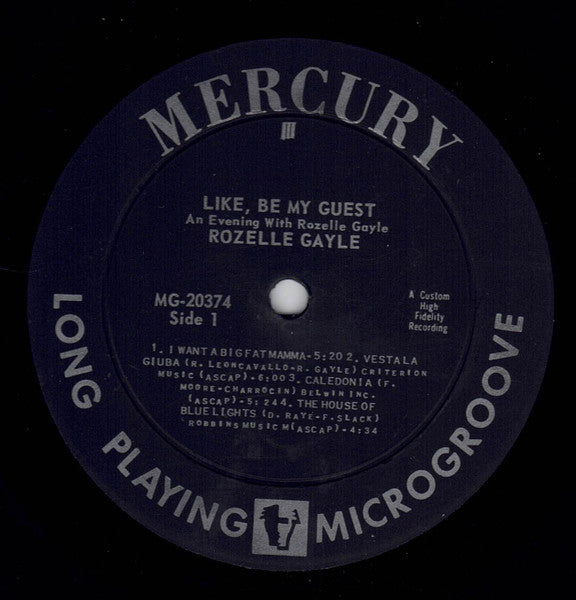 MERCURY
LIKE, BE MY GUEST
An Evening With Rozelle Gayle
ROZELLE GAYLE
MG-20374
Side 1
A Custom
High
Fidelity
Recording
1. I WANT A BIG FAT MAMMA-5:20 2. VESTA LA
GIUBA (R. LEONCAVALLO-R. GAYLE) CRITERION
MUSIC (ASCAP)-6:00 3. CALEDONIA (F.
MOORE-CHARROCIN) BELWIN INC.
(ASCAP)-5:24 4. THE HOUSE OF
BLUE LIGHTS (D. RAYE-F. SLACK)
ROBBINS MUSIC M(ASCAP)-4:34
LONG PLAYING MICROGROOVE